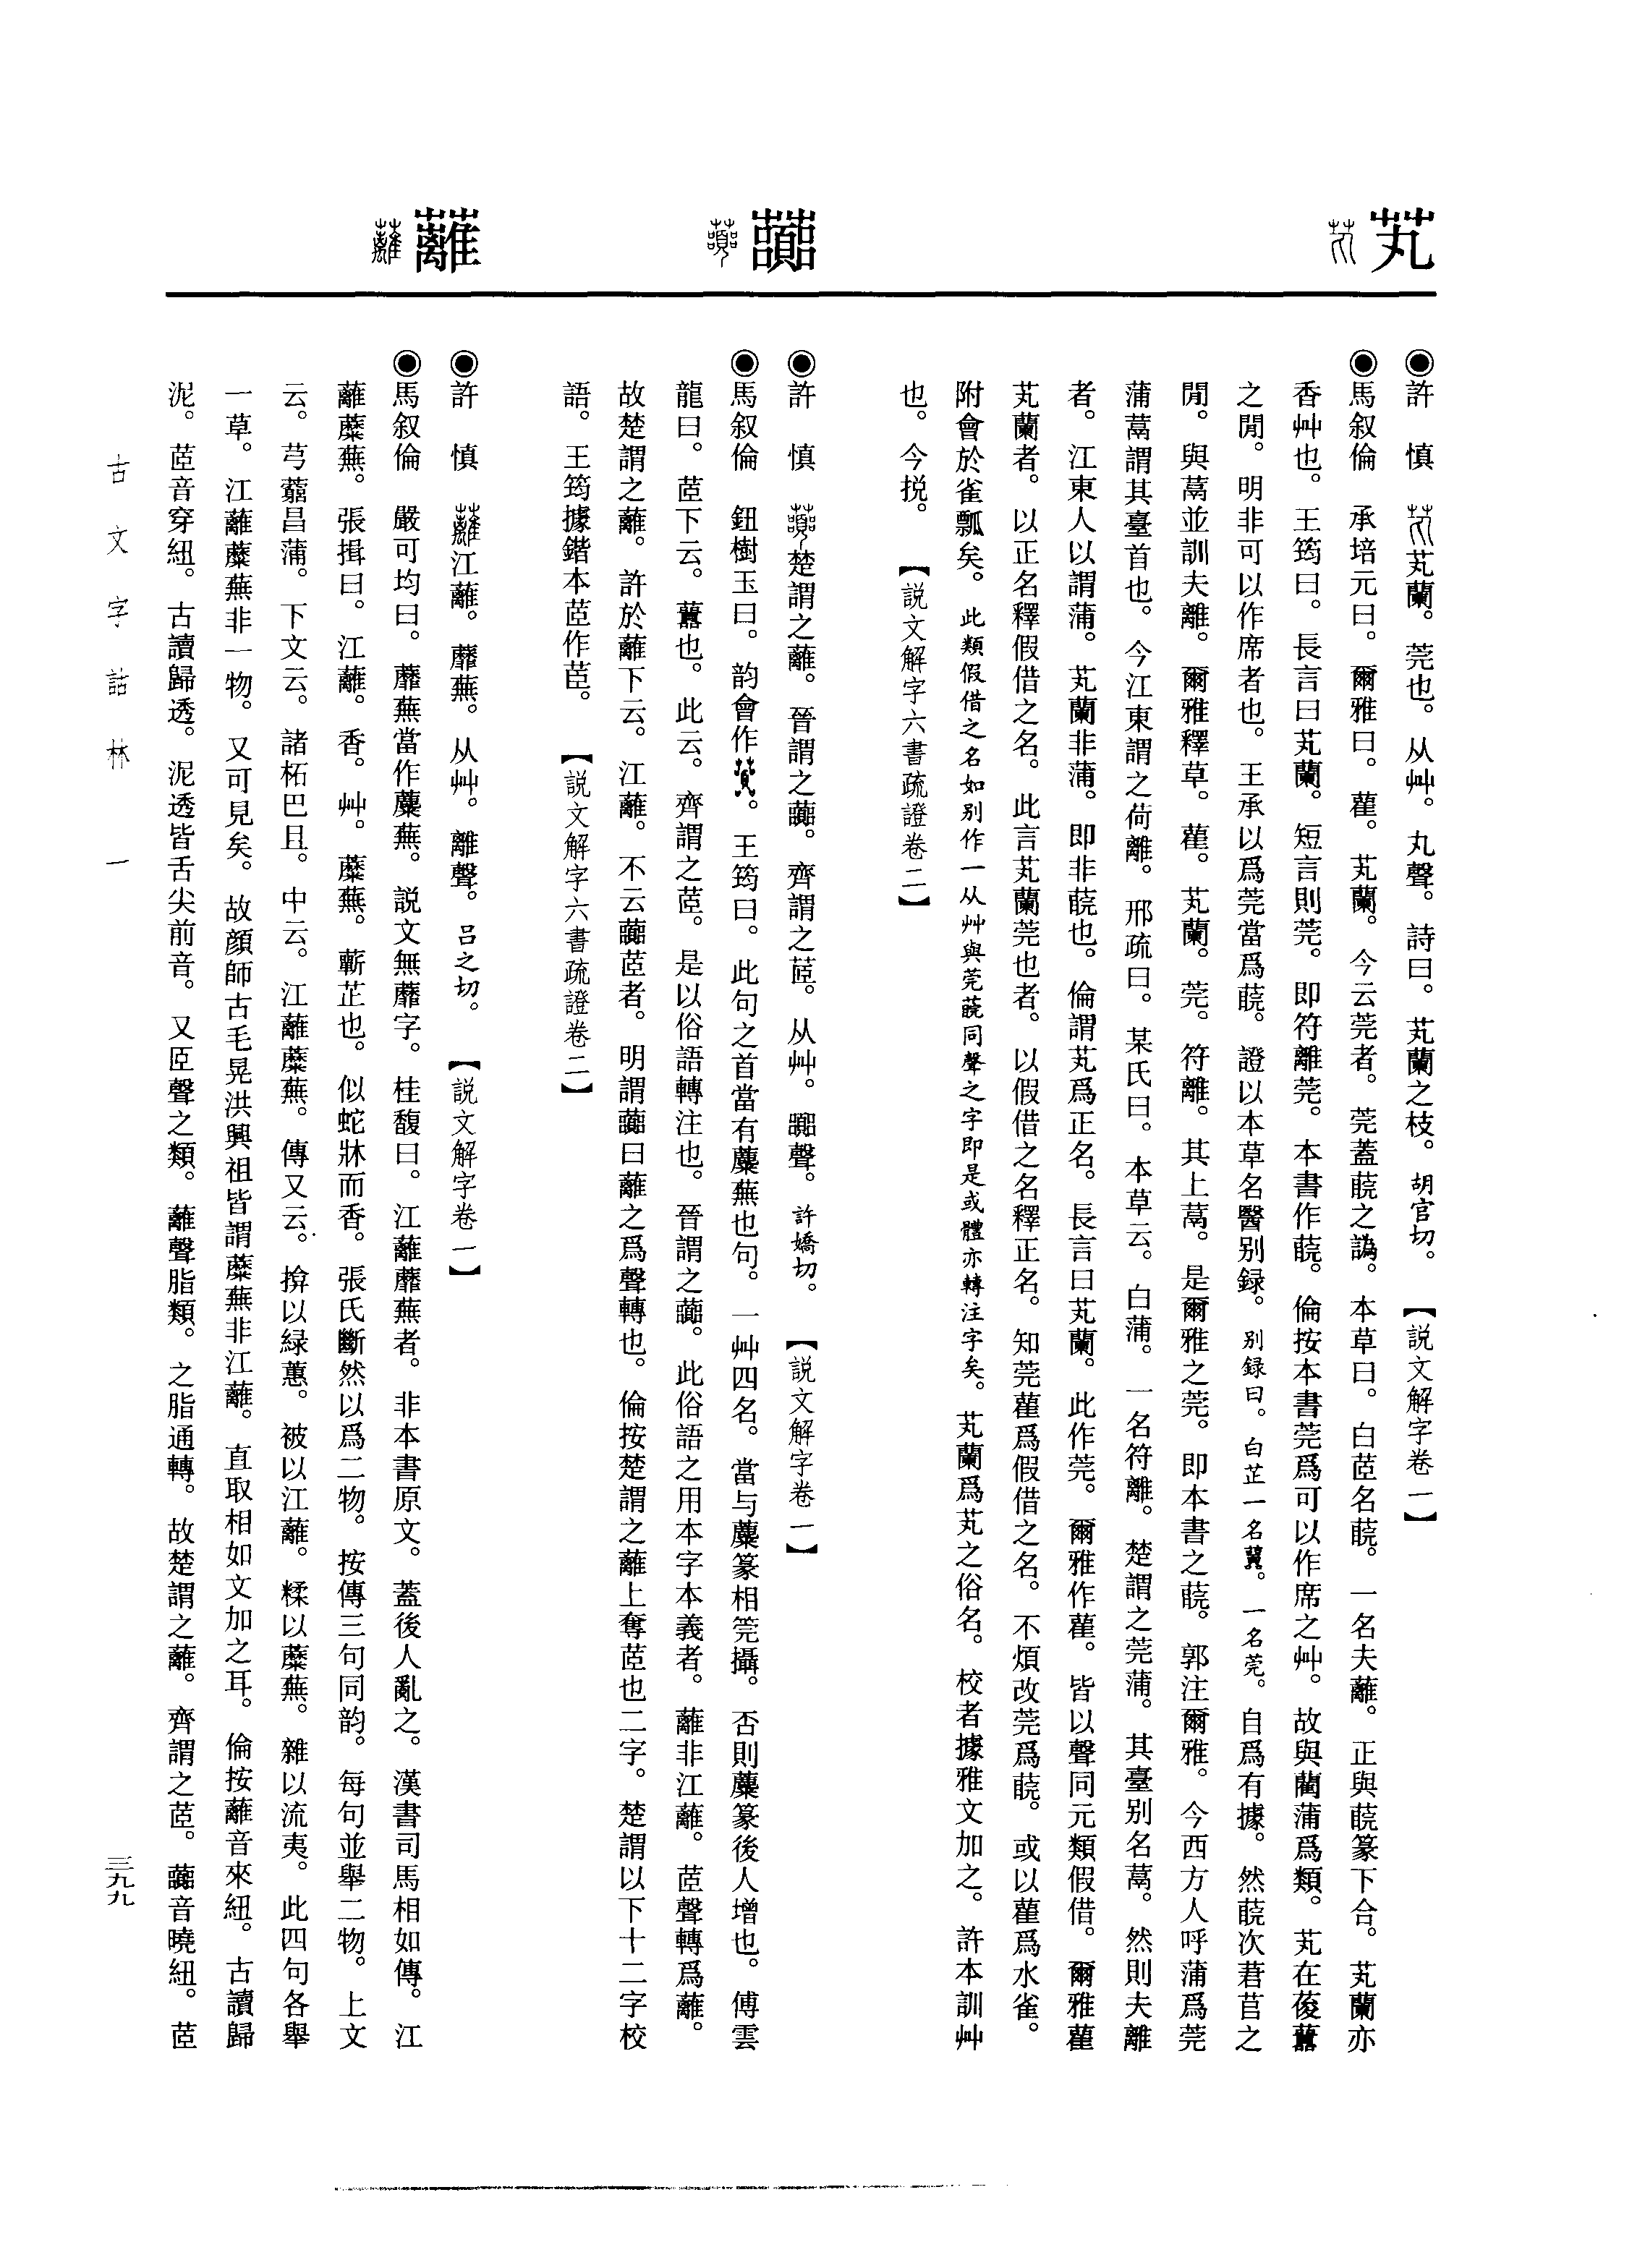 芄
虈
蘺
◉許　慎　芄蘭。莞也。从艸。丸聲。詩曰。芄蘭之枝。胡官切。【説文解字卷一】
◉馬叙倫　承培元曰。爾雅曰。雚。芄蘭。今云莞者。莞蓋蒝之譌。本草曰。白茝名蒝。一名夫蘺。正與蒝篆下合。芄蘭亦
香艸也。王筠曰。長言曰芄蘭。短言則莞。即符離莞。本書作蒝。倫按本書莞爲可以作席之艸。故與藺蒲爲類。芄在葰虈
之閒。明非可以作席者也。王承以爲莞當爲蒝。證以本草名醫别録。别録曰。白芷一名。一名莞。自爲有據。然蒝次莙苢之
閒。與蒚並訓夫離。爾雅釋草。雚。芄蘭。莞。符離。其上蒚。是爾雅之莞。即本書之蒝。郭注爾雅。今西方人呼蒲爲莞
蒲蒚謂其臺首也。今江東謂之苻離。邢疏曰。某氏曰。本草云。白蒲。一名符離。楚謂之莞蒲。其臺别名蒚。然則夫離
者。江東人以謂蒲。芄蘭非蒲。即非蒝也。倫謂芄爲正名。長言曰芄蘭。此作莞。爾雅作雚。皆以聲同元類假借。爾雅雚
芄蘭者。以正名釋假借之名。此言芄蘭莞也者。以假借之名釋正名。知莞雚爲假借之名。不煩改莞爲蒝。或以雚爲水雀。
附會於雀瓢矣。此類假借之名如别作一从艸與莞蒝同聲之字即是或體亦轉注字矣。芄蘭爲芄之俗名。校者據雅文加之。許本訓艸
也。今捝。【説文解字六書疏證卷二】
◉許　慎　楚謂之蘺。晉謂之虈。齊謂之茝。从艸。嚻聲。許嬌切。【説文解字卷一】
◉馬叙倫　鈕樹玉曰。韵會作。王筠曰。此句之首當有蘪蕪也句。一艸四名。當与蘪篆相筦攝。否則蘪篆後人增也。傅雲
龍曰。茝下云。虈也。此云。齊謂之茝。是以俗語轉注也。晉謂之虈。此俗語之用本字本義者。蘺非江蘺。茝聲轉爲蘺。
故楚謂之蘺。許於蘺下云。江蘺。不云虈茝者。明謂虈曰蘺之爲聲轉也。倫按楚謂之蘺上奪茝也二字。楚謂以下十二字校
語。王筠據鍇本茝作苣。【説文解字六書疏證卷二】
◉許　慎　江蘺。蘼蕪。从艸。離聲。吕之切。【説文解字卷一】
◉馬叙倫　嚴可均曰。蘼蕪當作蘪蕪。説文無蘼字。桂馥曰。江蘺蘼蕪者。非本書原文。蓋後人亂之。漢書司馬相如傳。江
蘺蘪蕪。張揖曰。江蘺。香。艸。蘪蕪。蘄芷也。似蛇牀而香。張氏斷然以爲二物。按傳三句同韵。每句並舉二物。上文
云。芎藭昌蒲。下文云。諸柘巴且。中云。江蘺蘪蕪。傳又云。揜以緑蕙。被以江蘺。糅以蘪蕪。雜以流夷。此四句各舉
一草。江蘺蘪蕪非一物。又可見矣。故顔師古毛晃洪興祖皆謂蘪蕪非江蘺。直取相如文加之耳。倫按蘺音來紐。古讀歸
泥。茝音穿紐。古讀歸透。泥透皆舌尖前音。又𦣞聲之類。蘺聲脂類。之脂通轉。故楚謂之蘺。齊謂之茝。虈音曉紐。茝
古文字詁林　一
三九九